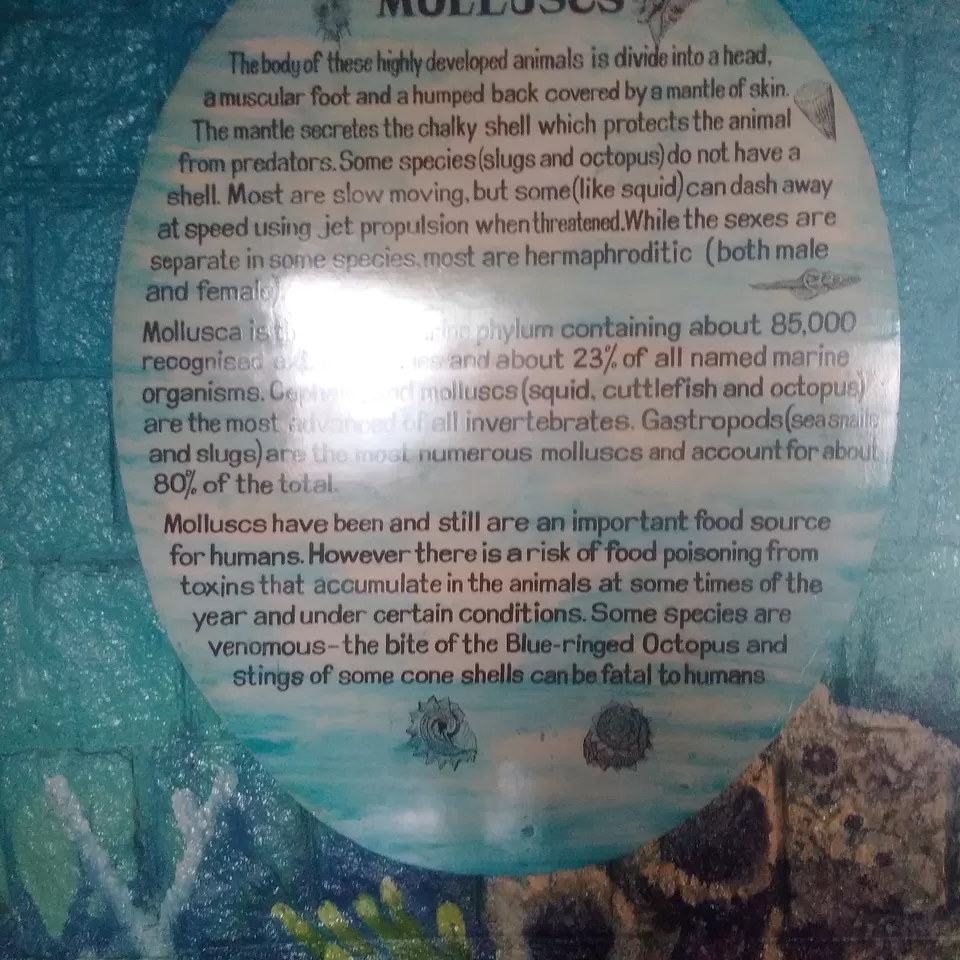 MOLLUSCS
The body of these highly developed animals is divide into a head,
a muscular foot and a humped back covered by a mantle of skin.
The mantle secretes the chalky shell which protects the animal
from predators. Some species (slugs and octopus) do not have a
shell. Most are slow moving, but some (like squid) can dash away
at speed using jet propulsion when threatened. While the sexes are
separate in some species, most are hermaphroditic (both male
and female)
Mollusca is phylum containing about 85,000
recognised and about 23% of all named marine
organisms. molluscs (squid, cuttlefish and octopus)
are the most advanced of all invertebrates. Gastropods (sea snails
and slugs) are the most numerous molluscs and account for about
80% of the total.
Molluscs have been and still are an important food source
for humans. However there is a risk of food poisoning from
toxins that accumulate in the animals at some times of the
year and under certain conditions. Some species are
venomous - the bite of the Blue-ringed Octopus and
stings of some cone shells can be fatal to humans